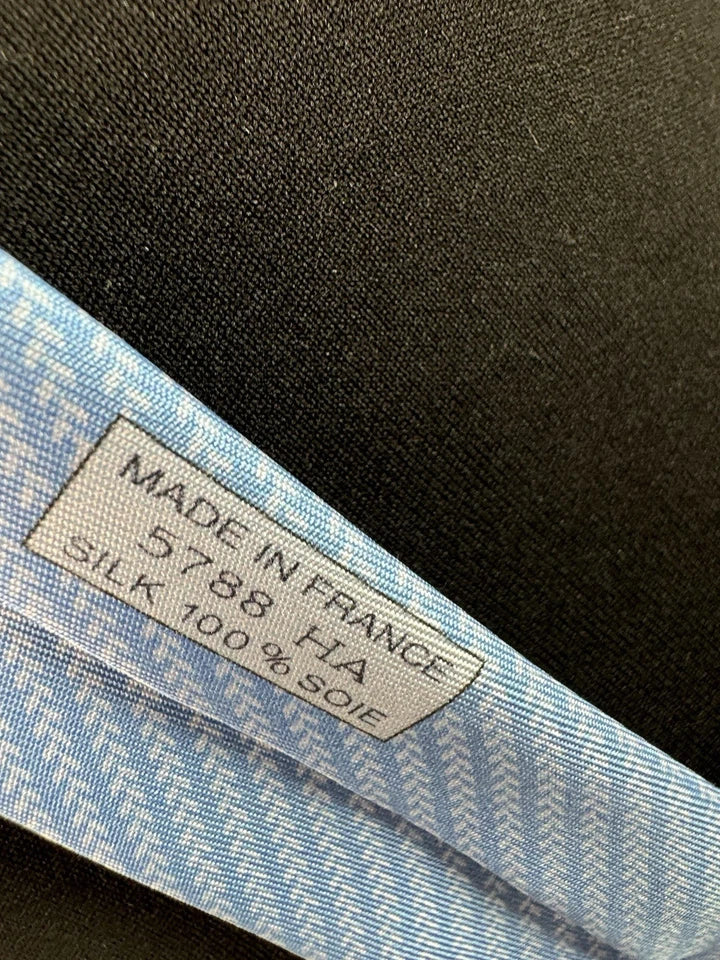 MADE IN FRANCE
5788 HA
SILK 100 % SOIE